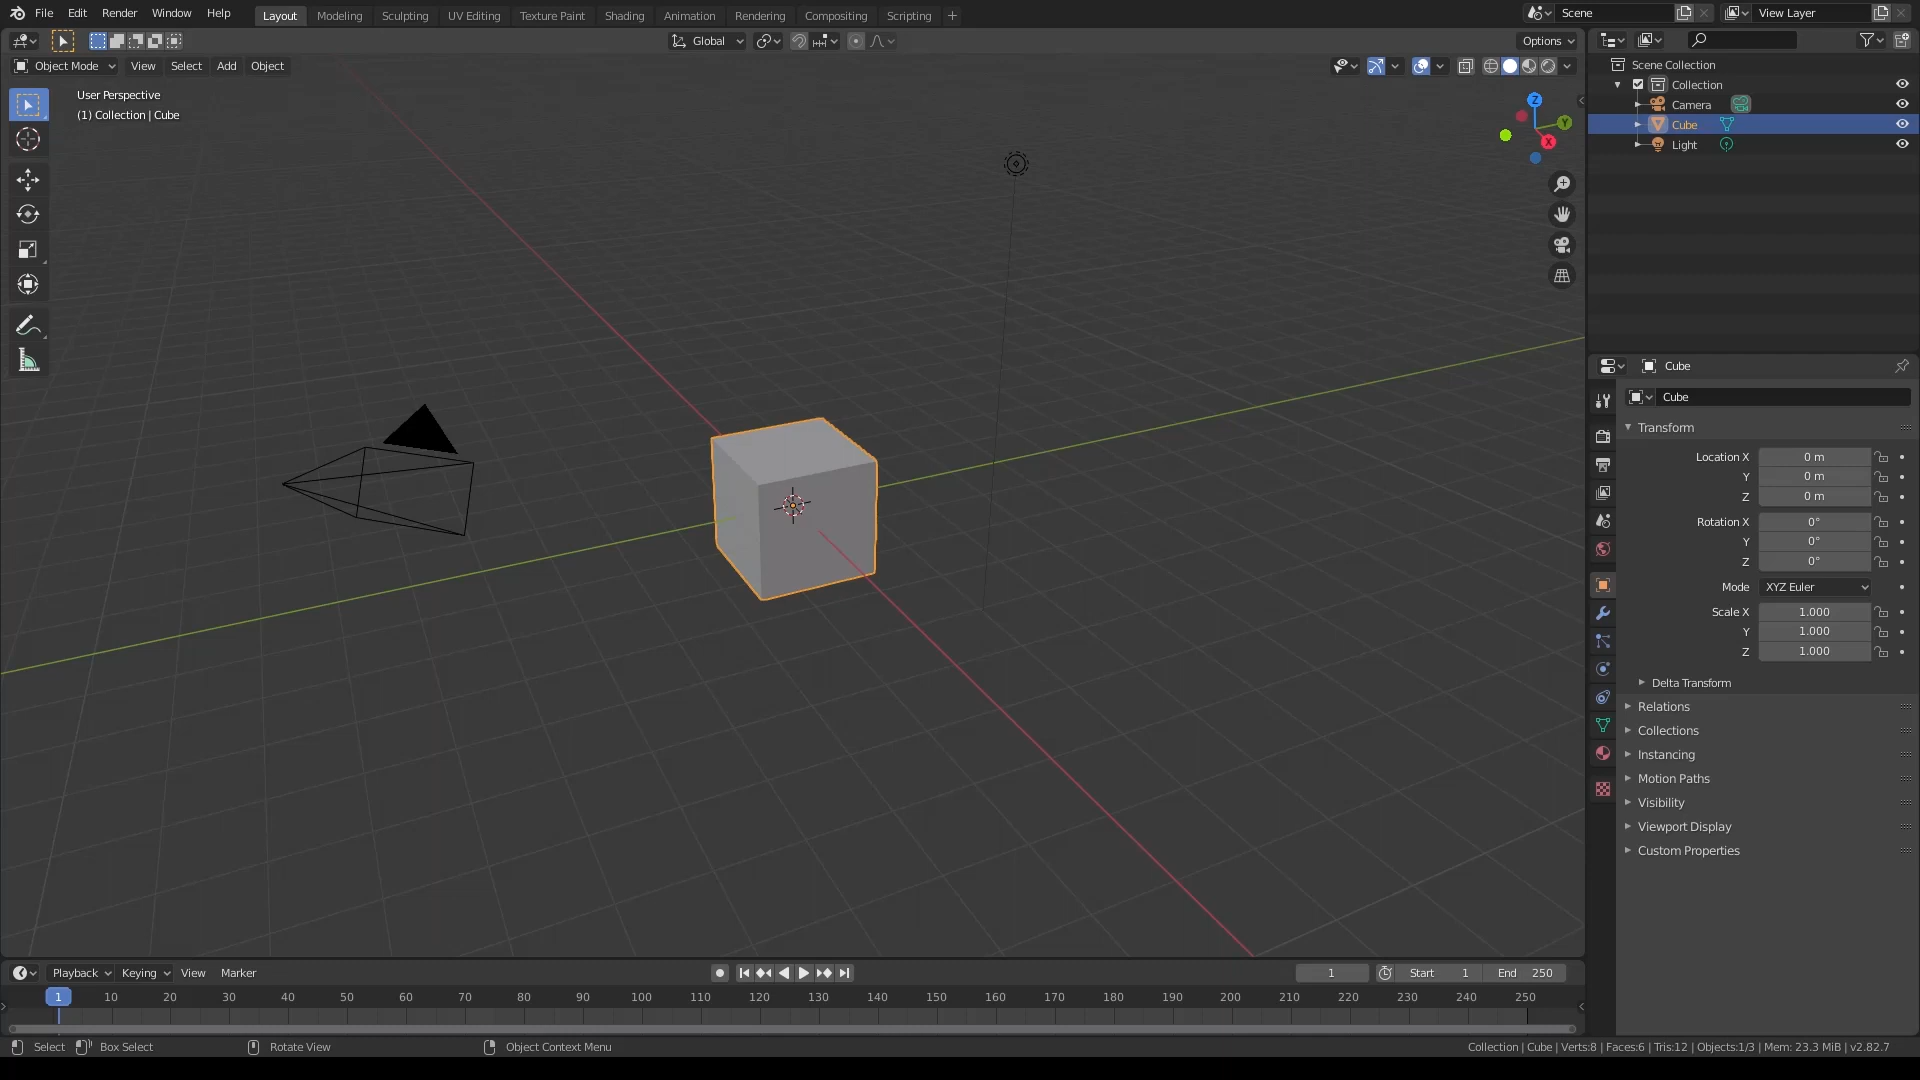 File Edit Render Window Help Layout Modeling Sculpting UV Editing Texture Paint Shading Animation Rendering Compositing Scripting + Scene View Layer
Global Options
Object Mode View Select Add Object
User Perspective
(1) Collection | Cube
Z
Y
X
Scene Collection
Collection
Camera
Cube
Light
Cube
Cube
Transform
Location X 0 m
Y 0 m
Z 0 m
Rotation X 0°
Y 0°
Z 0°
Mode XYZ Euler
Scale X 1.000
Y 1.000
Z 1.000
Delta Transform
Relations
Collections
Instancing
Motion Paths
Visibility
Viewport Display
Custom Properties
Playback Keying View Marker 1 Start 1 End 250
1 10 20 30 40 50 60 70 80 90 100 110 120 130 140 150 160 170 180 190 200 210 220 230 240 250
Select Box Select Rotate View Object Context Menu Collection | Cube | Verts:8 | Faces:6 | Tris:12 | Objects:1/3 | Mem: 23.3 MiB | v2.82.7